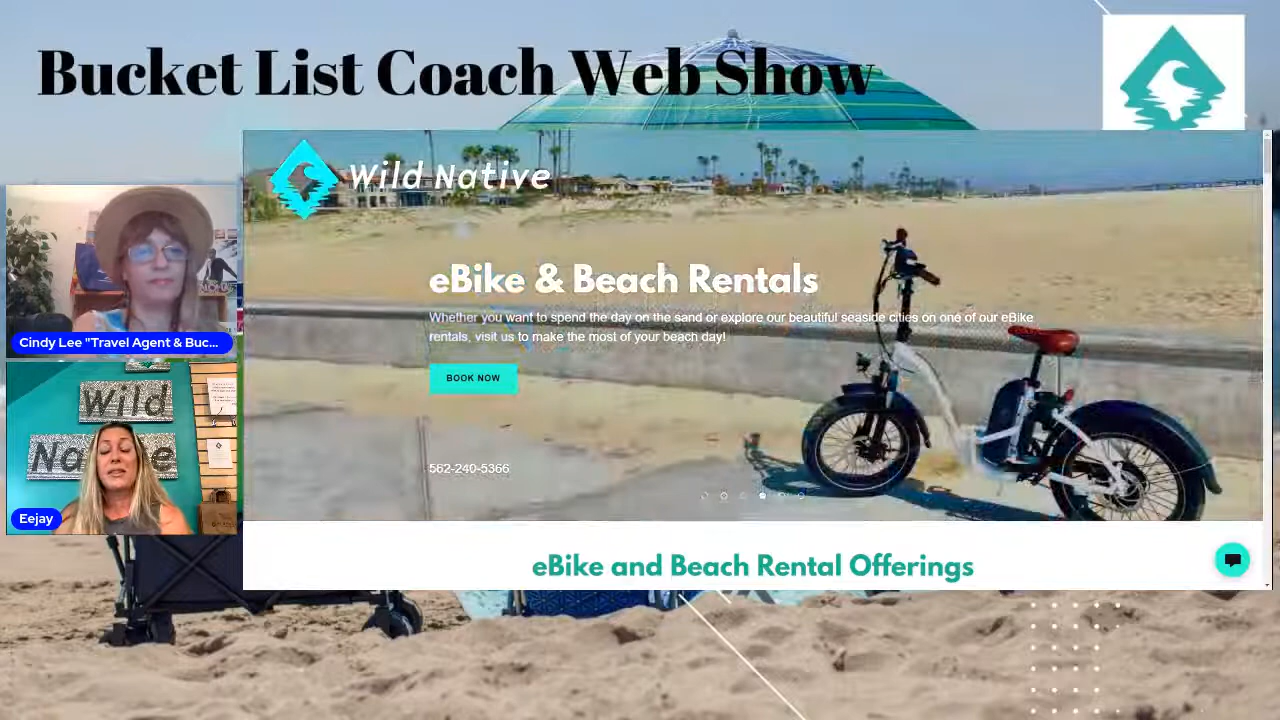 Bucket List Coach Web Show
Wild Native
eBike & Beach Rentals
Whether you want to spend the day on the sand or explore our beautiful seaside cities on one of our eBike
rentals, visit us to make the most of your beach day!
BOOK NOW
562-240-5366
eBike and Beach Rental Offerings
Cindy Lee "Travel Agent & Buc...
Wild
Na e
Eejay